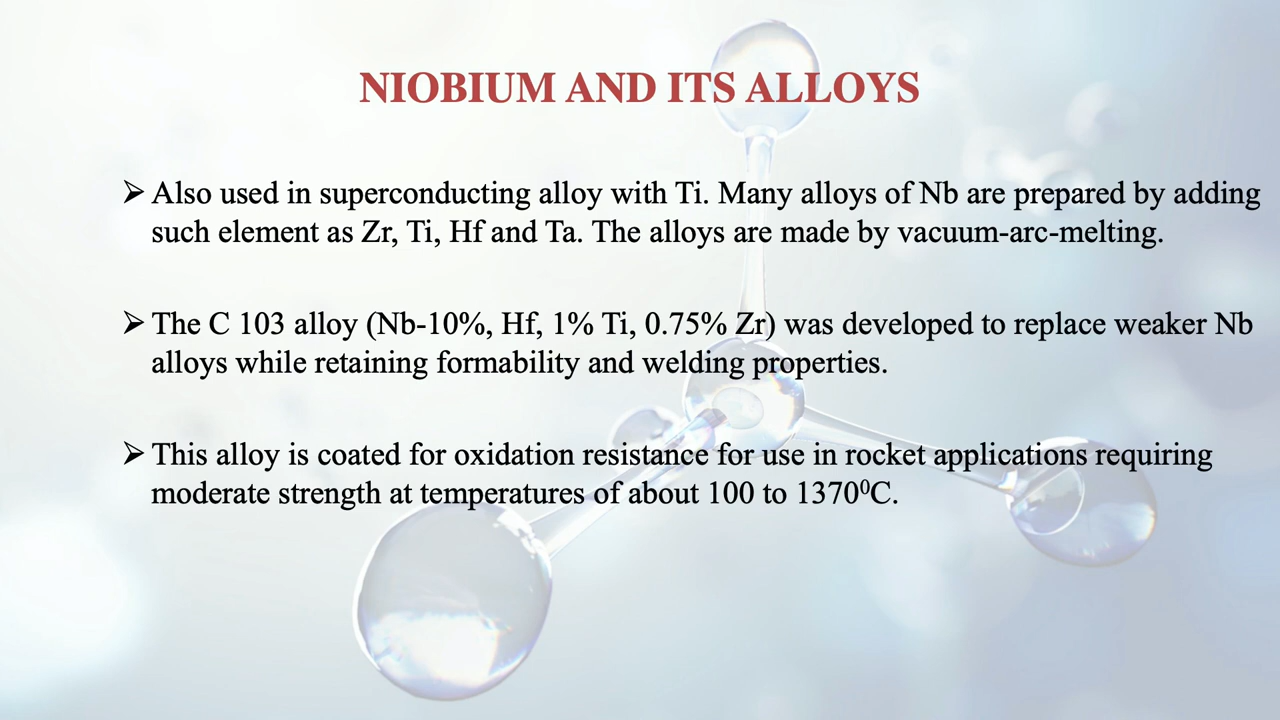 NIOBIUM AND ITS ALLOYS
➢ Also used in superconducting alloy with Ti. Many alloys of Nb are prepared by adding
such element as Zr, Ti, Hf and Ta. The alloys are made by vacuum-arc-melting.
➢ The C 103 alloy (Nb-10%, Hf, 1% Ti, 0.75% Zr) was developed to replace weaker Nb
alloys while retaining formability and welding properties.
➢ This alloy is coated for oxidation resistance for use in rocket applications requiring
moderate strength at temperatures of about 100 to 1370⁰C.